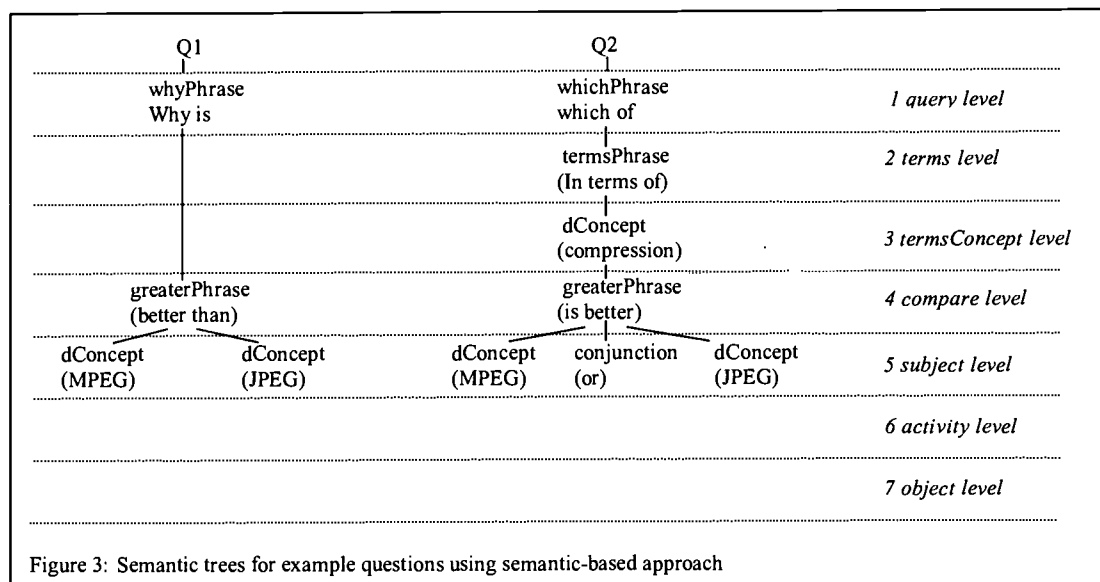 Q1 Q2
whyPhrase whichPhrase
Why is which of 1 query level
termsPhrase 2 terms level
(In terms of)
dConcept
(compression) 3 termsConcept level
greaterPhrase greaterPhrase 4 compare level
(better than) (is better)
dConcept dConcept dConcept conjunction dConcept 5 subject level
(MPEG) (JPEG) (MPEG) (or) (JPEG)
6 activity level
7 object level
Figure 3: Semantic trees for example questions using semantic-based approach